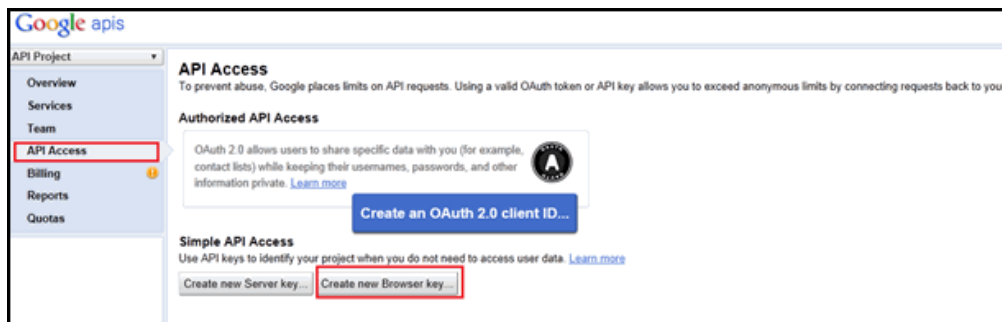 Google apis
API Project
Overview
Services
Team
API Access
Billing
Reports
Quotas
API Access
To prevent abuse, Google places limits on API requests. Using a valid OAuth token or API key allows you to exceed anonymous limits by connecting requests back to you
Authorized API Access
OAuth 2.0 allows users to share specific data with you (for example,
contact lists) while keeping their usernames, passwords, and other
information private. Learn more
Create an OAuth 2.0 client ID...
Simple API Access
Use API keys to identify your project when you do not need to access user data. Learn more
Create new Server key... Create new Browser key...